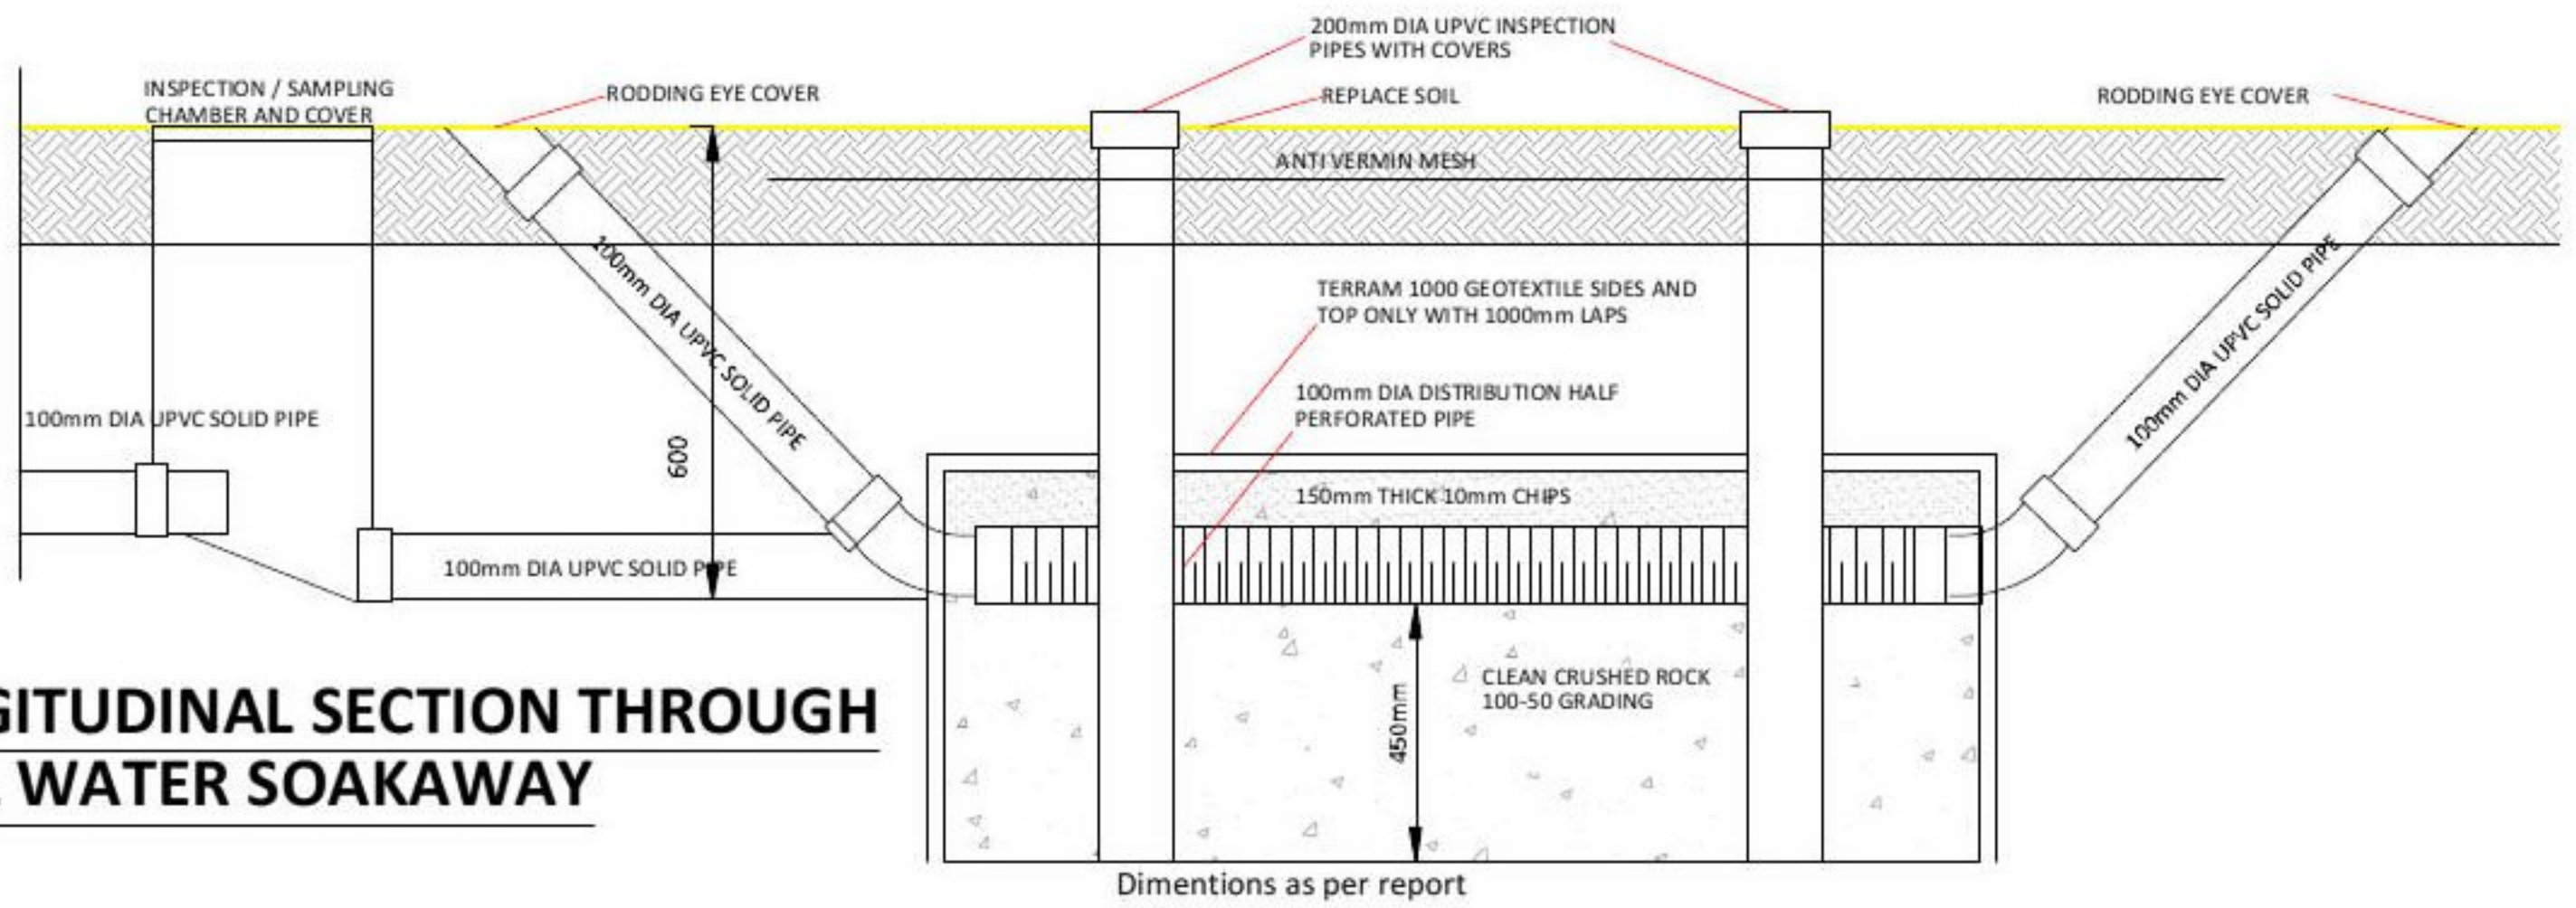 200mm DIA UPVC INSPECTION
PIPES WITH COVERS
INSPECTION / SAMPLING
CHAMBER AND COVER
RODDING EYE COVER
REPLACE SOIL
RODDING EYE COVER
ANTI VERMIN MESH
100mm DIA UPVC SOLID PIPE
100mm DIA UPVC SOLID PIPE
TERRAM 1000 GEOTEXTILE SIDES AND
TOP ONLY WITH 1000mm LAPS
100mm DIA DISTRIBUTION HALF
PERFORATED PIPE
100mm DIA UPVC SOLID PIPE
600
150mm THICK 10mm CHIPS
100mm DIA UPVC SOLID PIPE
CLEAN CRUSHED ROCK
100-50 GRADING
450mm
GITUDINAL SECTION THROUGH
WATER SOAKAWAY
Dimentions as per report